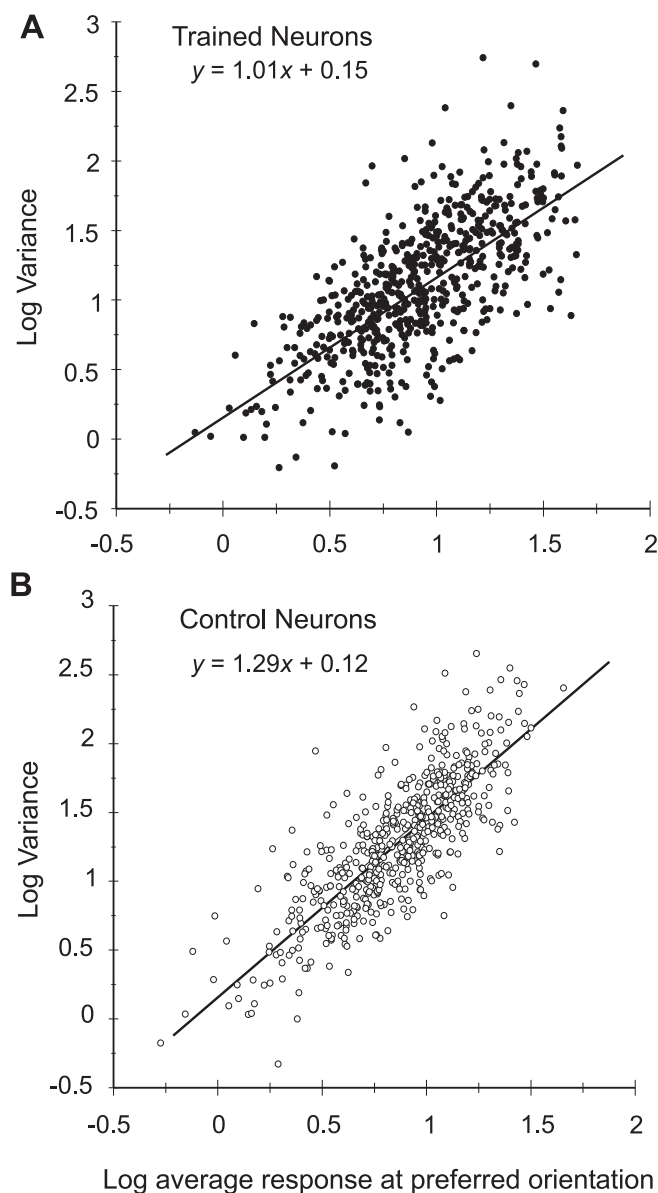 A
Trained Neurons
y = 1.01x + 0.15
3
2.5
2
1.5
1
0.5
0
-0.5
Log Variance
-0.5 0 0.5 1 1.5 2
B
Control Neurons
y = 1.29x + 0.12
3
2.5
2
1.5
1
0.5
0
-0.5
Log Variance
-0.5 0 0.5 1 1.5 2
Log average response at preferred orientation